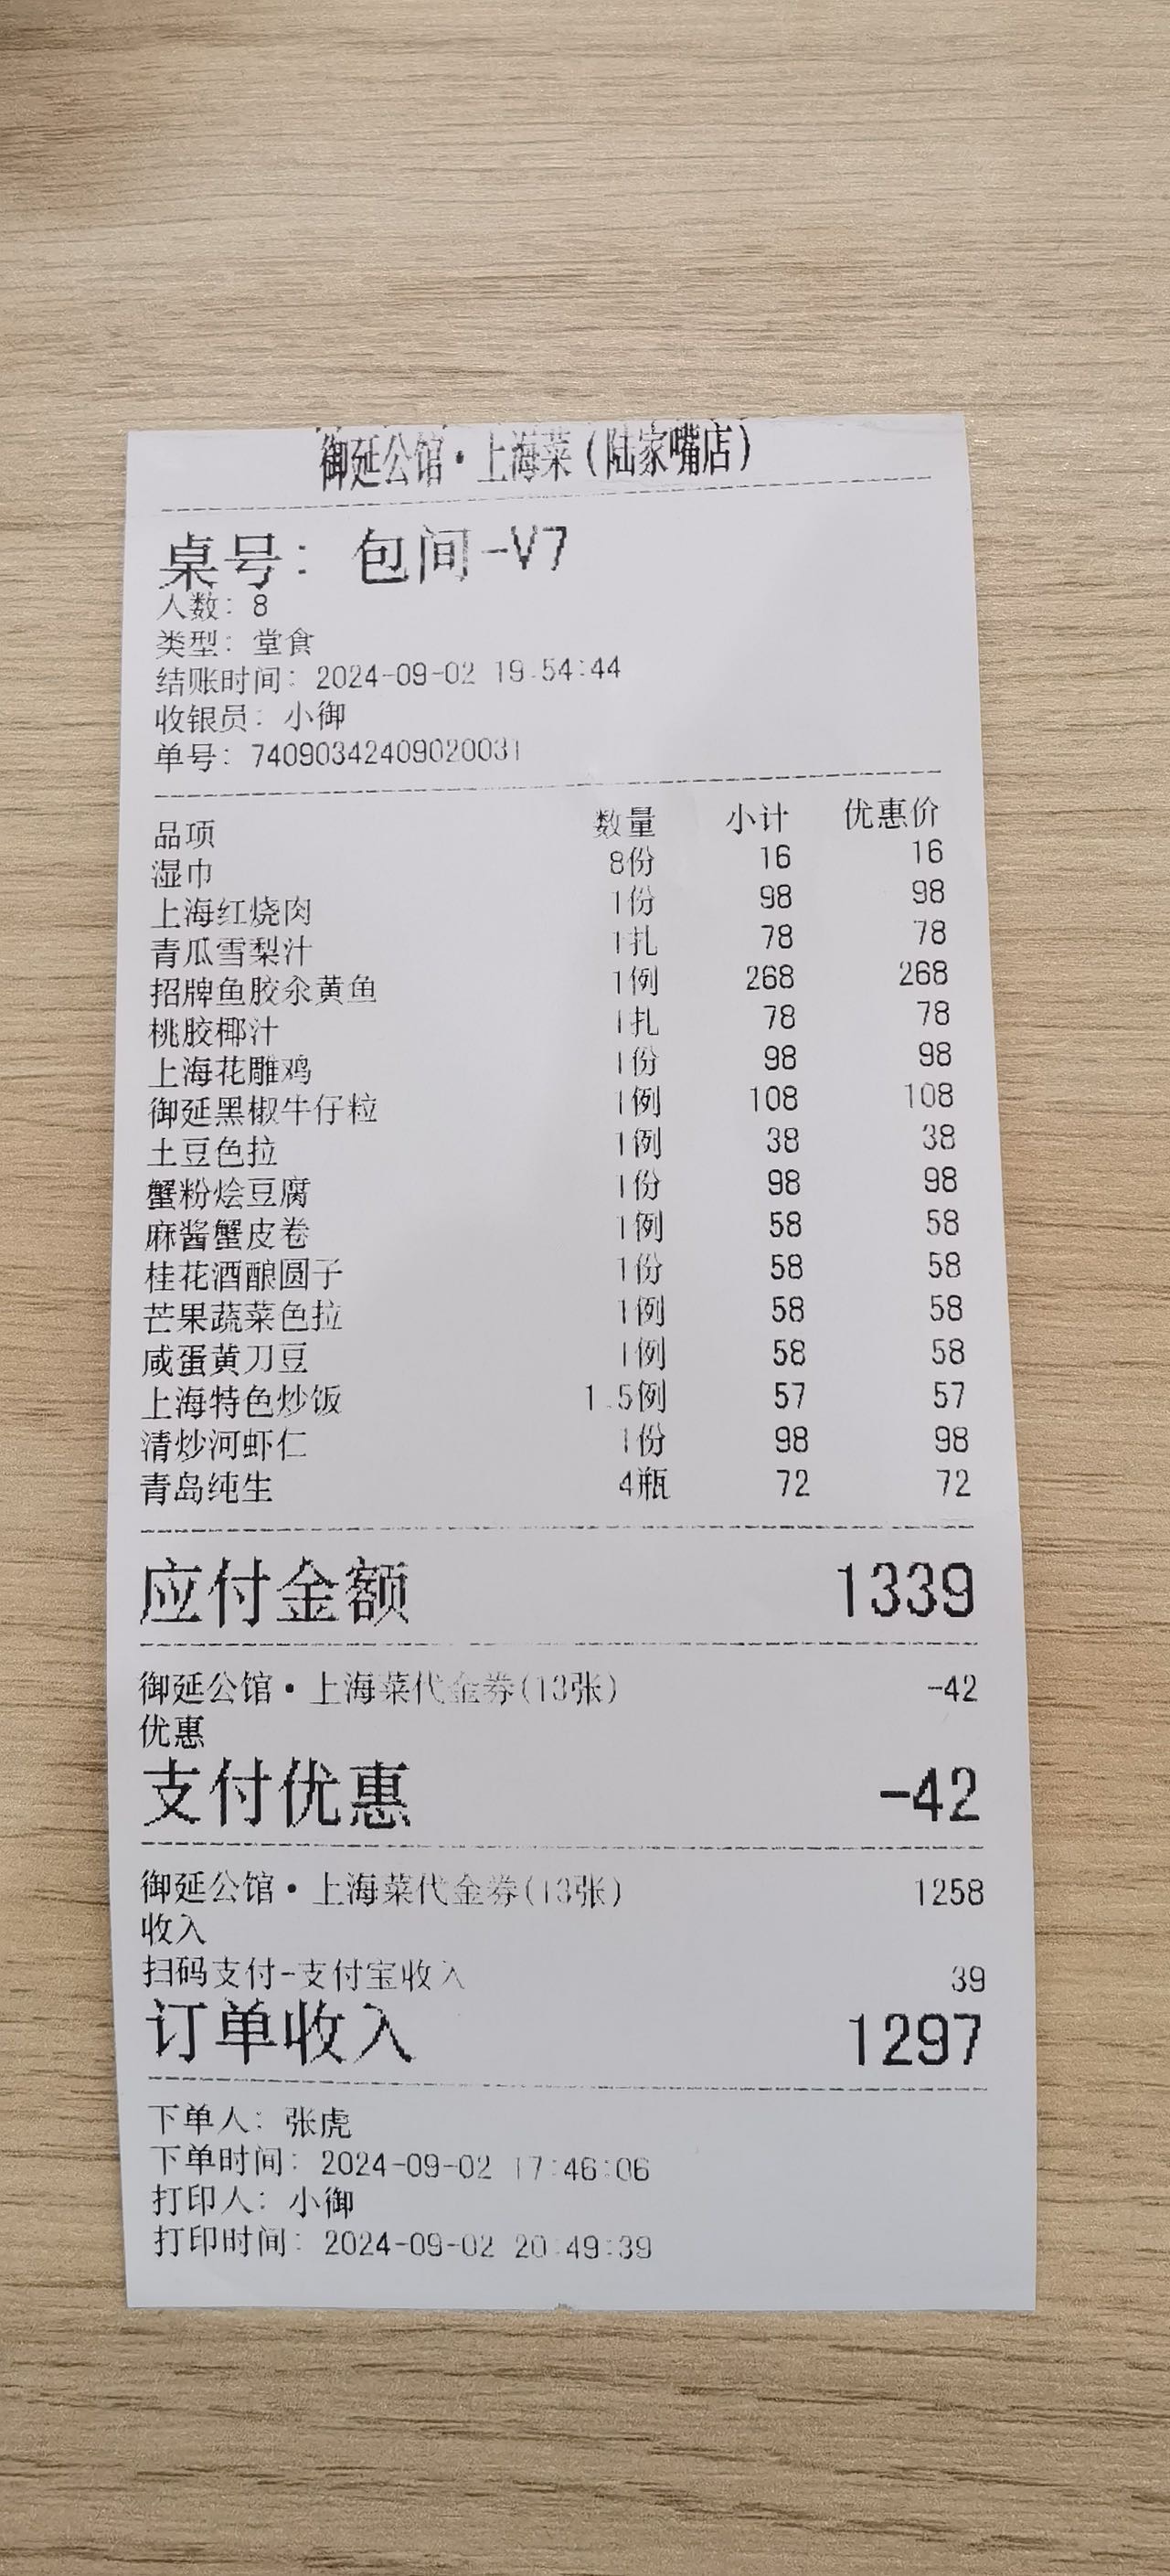 御延公馆·上海菜(陆家嘴店)
桌号: 包间-V7
人数: 8
类型: 堂食
结账时间: 2024-09-02 19:54:44
收银员: 小御
单号: 74090342409020031
品项 数量 小计 优惠价
湿巾 8份 16 16
上海红烧肉 1份 98 98
青瓜雪梨汁 1扎 78 78
招牌鱼胶汆黄鱼 1例 268 268
桃胶椰汁 1扎 78 78
上海花雕鸡 1份 98 98
御延黑椒牛仔粒 1例 108 108
土豆色拉 1例 38 38
蟹粉烩豆腐 1份 98 98
麻酱蟹皮卷 1例 58 58
桂花酒酿圆子 1份 58 58
芒果蔬菜色拉 1例 58 58
咸蛋黄刀豆 1例 58 58
上海特色炒饭 1.5例 57 57
清炒河虾仁 1份 98 98
青岛纯生 4瓶 72 72
应付金额 1339
御延公馆·上海菜代金券(13张) -42
优惠
支付优惠 -42
御延公馆·上海菜代金券(13张) 1258
收入
扫码支付-支付宝收入 39
订单收入 1297
下单人: 张虎
下单时间: 2024-09-02 17:46:06
打印人: 小御
打印时间: 2024-09-02 20:49:39